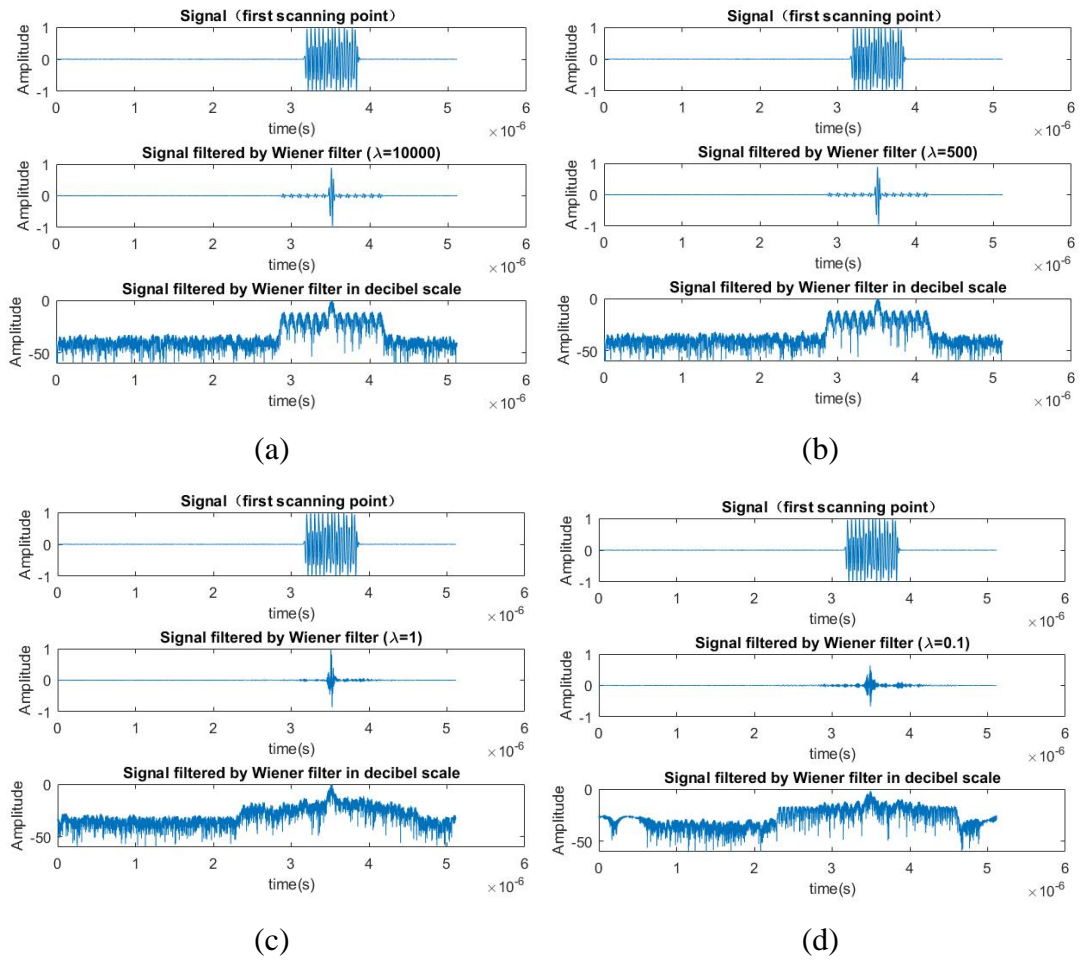 Signal（first scanning point）
Amplitude
1
0
-1
0 1 2 3 4 5 6
time(s)
×10^-6
Signal filtered by Wiener filter (λ=10000)
Amplitude
1
0
-1
0 1 2 3 4 5 6
time(s)
×10^-6
Signal filtered by Wiener filter in decibel scale
Amplitude
0
-50
0 1 2 3 4 5 6
time(s)
×10^-6
(a)
Signal（first scanning point）
Amplitude
1
0
-1
0 1 2 3 4 5 6
time(s)
×10^-6
Signal filtered by Wiener filter (λ=500)
Amplitude
1
0
-1
0 1 2 3 4 5 6
time(s)
×10^-6
Signal filtered by Wiener filter in decibel scale
Amplitude
0
-50
0 1 2 3 4 5 6
time(s)
×10^-6
(b)
Signal（first scanning point）
Amplitude
1
0
-1
0 1 2 3 4 5 6
time(s)
×10^-6
Signal filtered by Wiener filter (λ=1)
Amplitude
1
0
-1
0 1 2 3 4 5 6
time(s)
×10^-6
Signal filtered by Wiener filter in decibel scale
Amplitude
0
-50
0 1 2 3 4 5 6
time(s)
×10^-6
(c)
Signal（first scanning point）
Amplitude
1
0
-1
0 1 2 3 4 5 6
time(s)
×10^-6
Signal filtered by Wiener filter (λ=0.1)
Amplitude
1
0
-1
0 1 2 3 4 5 6
time(s)
×10^-6
Signal filtered by Wiener filter in decibel scale
Amplitude
0
-50
0 1 2 3 4 5 6
time(s)
×10^-6
(d)